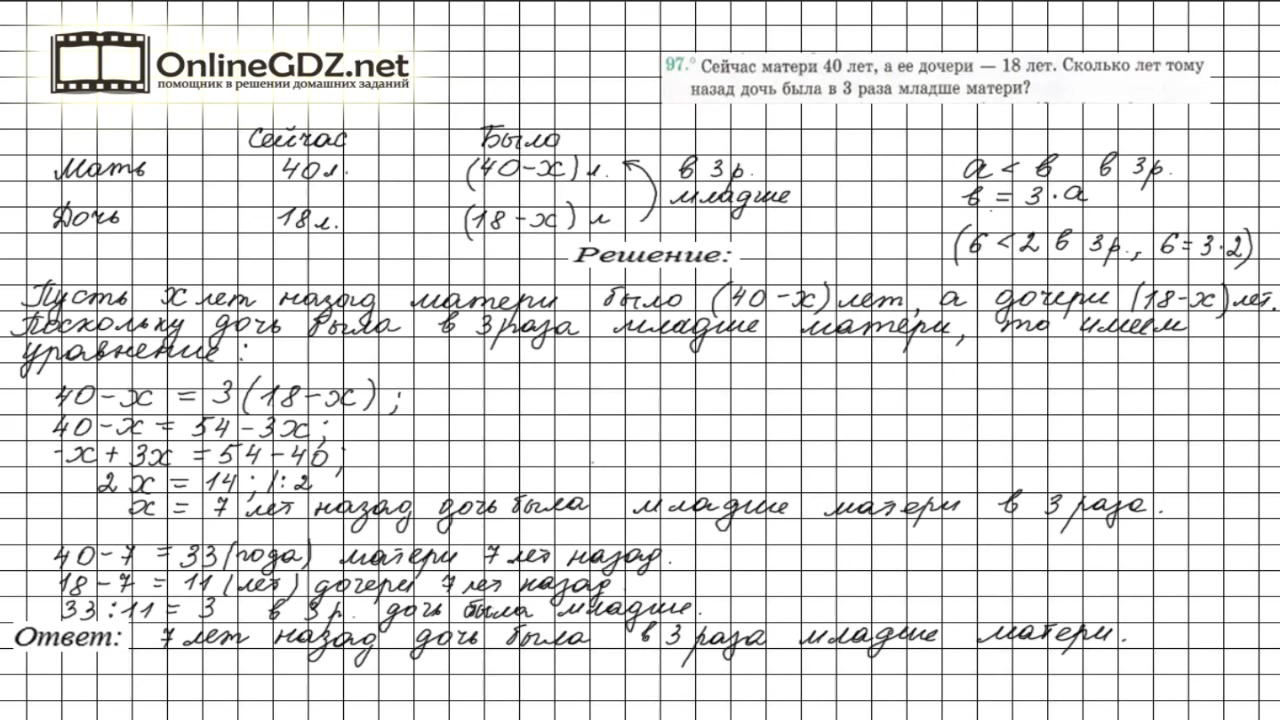 OnlineGDZ.net
помощник в решении домашних заданий
97.° Сейчас матери 40 лет, а ее дочери — 18 лет. Сколько лет тому
назад дочь была в 3 раза младше матери?
Сейчас Было
Мать 40 л. (40-x) л. в 3 р.
младше
Дочь 18 л. (18-x) л
a < в в 3 р.
в = 3·a
(6 < 2 в 3 р., 6 = 3·2)
Решение:
Пусть x лет назад матери было (40-x) лет, а дочери (18-x) лет.
Поскольку дочь была в 3 раза младше матери, то имеем
уравнение:
40-x = 3(18-x);
40-x = 54-3x;
-x+3x = 54-40;
2x = 14; /:2
x = 7 лет назад дочь была младше матери в 3 раза.
40-7 = 33 (года) матери 7 лет назад.
18-7 = 11 (лет) дочери 7 лет назад
33:11 = 3 в 3 р. дочь была младше.
Ответ: 7 лет назад дочь была в 3 раза младше матери.